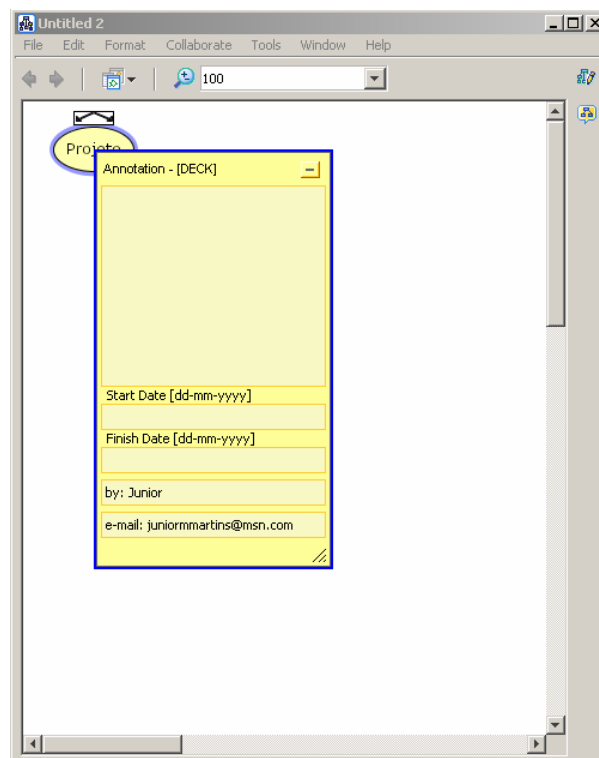 Untitled 2
File Edit Format Collaborate Tools Window Help
100
Projeto
Annotation - [DECK]
Start Date [dd-mm-yyyy]
Finish Date [dd-mm-yyyy]
by: Junior
e-mail: juniormmartins@msn.com